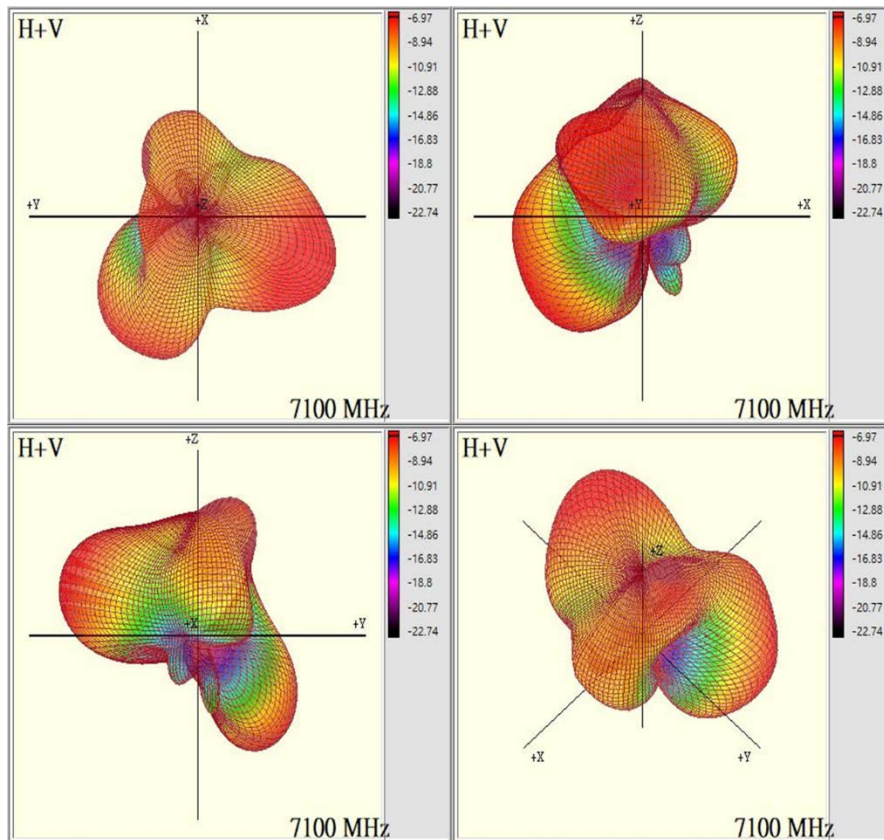 H+V
+X
+Y
+Z
-6.97
-8.94
-10.91
-12.88
-14.86
-16.83
-18.8
-20.77
-22.74
7100 MHz
H+V
+Z
+Y
+X
-6.97
-8.94
-10.91
-12.88
-14.86
-16.83
-18.8
-20.77
-22.74
7100 MHz
H+V
+Z
+X
+Y
-6.97
-8.94
-10.91
-12.88
-14.86
-16.83
-18.8
-20.77
-22.74
7100 MHz
H+V
+Z
+X
+Y
-6.97
-8.94
-10.91
-12.88
-14.86
-16.83
-18.8
-20.77
-22.74
7100 MHz